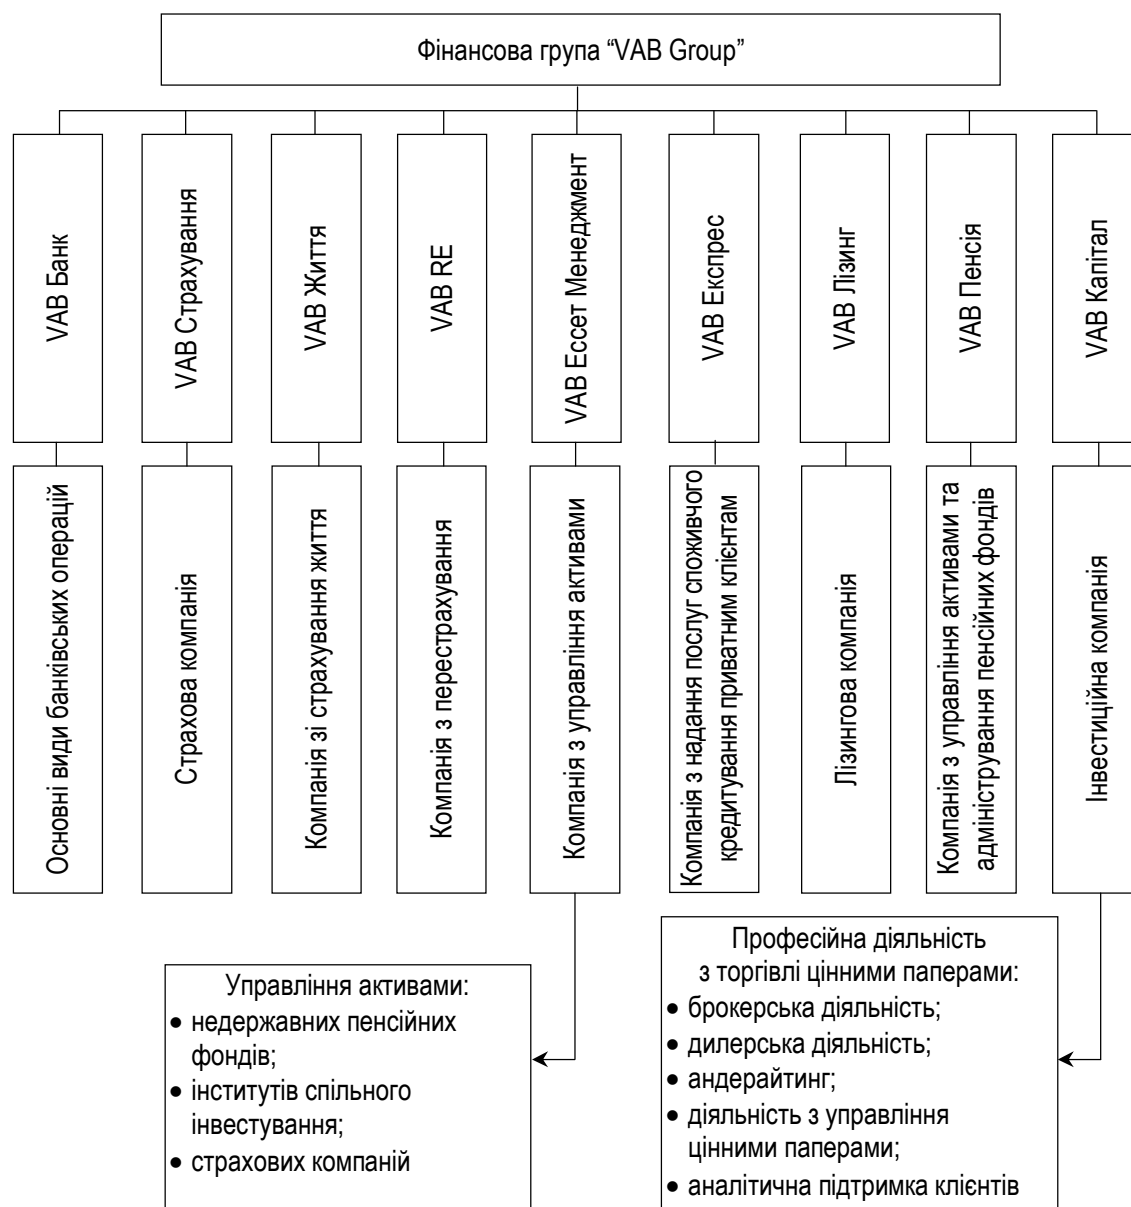 Фінансова група “VAB Group”
VAB Банк
VAB Страхування
VAB Життя
VAB RE
VAB Ессет Менеджмент
VAB Експрес
VAB Лізинг
VAB Пенсія
VAB Капітал
Основні види банківських операцій
Страхова компанія
Компанія зі страхування життя
Компанія з перестрахування
Компанія з управління активами
Компанія з надання послуг споживчого
кредитування приватним клієнтам
Лізингова компанія
Компанія з управління активами та
адміністрування пенсійних фондів
Інвестиційна компанія
Управління активами:
• недержавних пенсійних
фондів;
• інститутів спільного
інвестування;
• страхових компаній
Професійна діяльність
з торгівлі цінними паперами:
• брокерська діяльність;
• дилерська діяльність;
• андерайтинг;
• діяльність з управління
цінними паперами;
• аналітична підтримка клієнтів